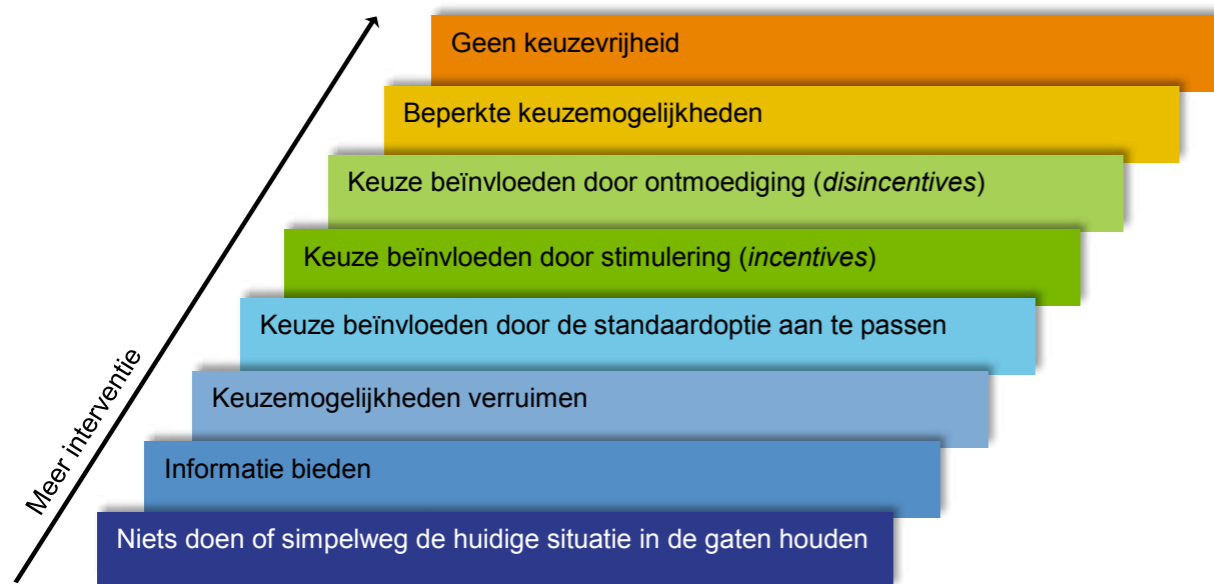 Geen keuzevrijheid
Beperkte keuzemogelijkheden
Keuze beïnvloeden door ontmoediging (disincentives)
Keuze beïnvloeden door stimulering (incentives)
Keuze beïnvloeden door de standaardoptie aan te passen
Keuzemogelijkheden verruimen
Informatie bieden
Niets doen of simpelweg de huidige situatie in de gaten houden
Meer interventie